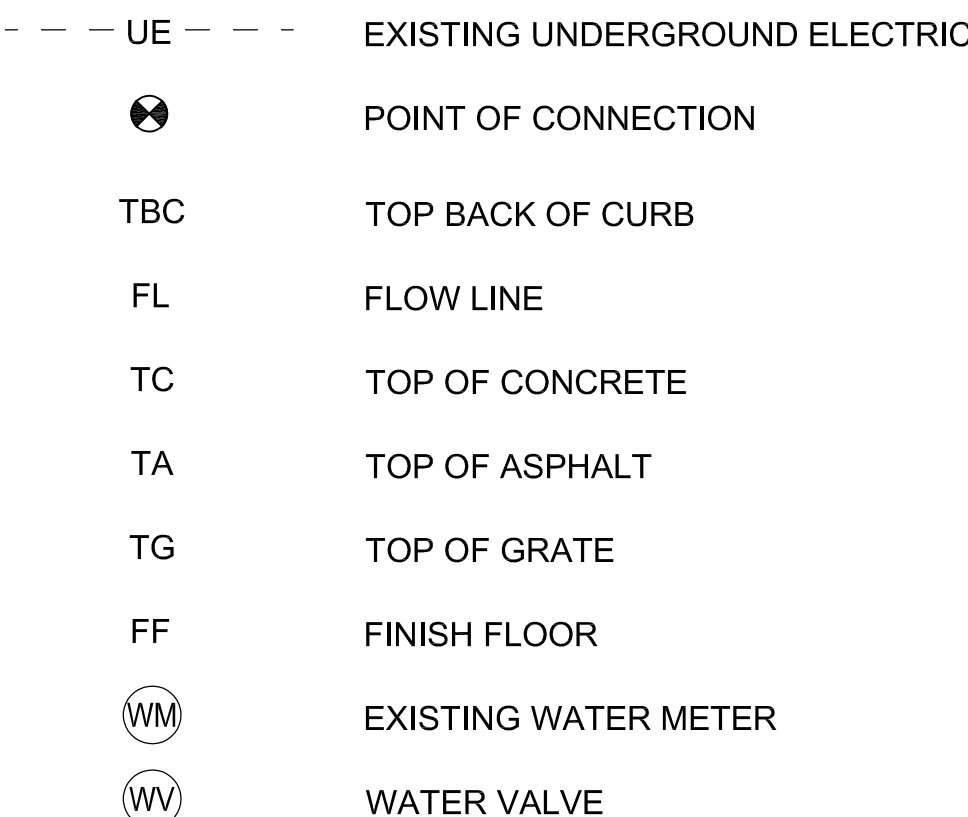 UE EXISTING UNDERGROUND ELECTRIC
POINT OF CONNECTION
TBC TOP BACK OF CURB
FL FLOW LINE
TC TOP OF CONCRETE
TA TOP OF ASPHALT
TG TOP OF GRATE
FF FINISH FLOOR
WM EXISTING WATER METER
WV WATER VALVE